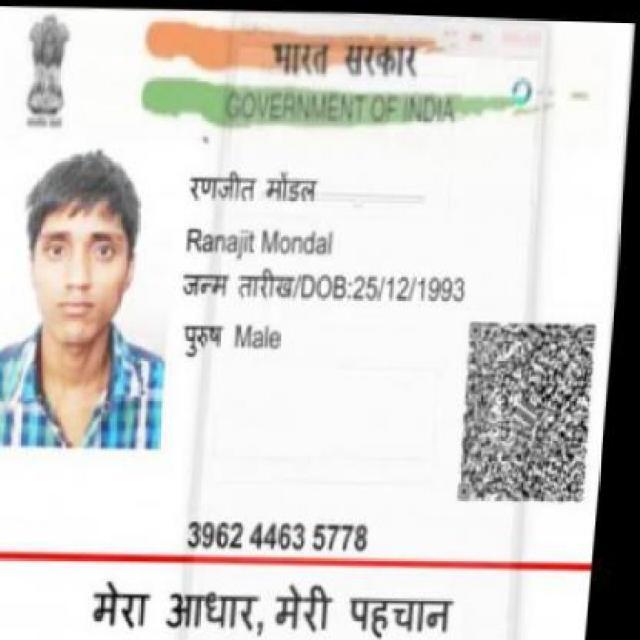 भारत सरकार
GOVERNMENT OF INDIA
रणजीत मोंडल
Ranajit Mondal
जन्म तारीख/DOB:25/12/1993
पुरुष Male
3962 4463 5778
मेरा आधार, मेरी पहचान